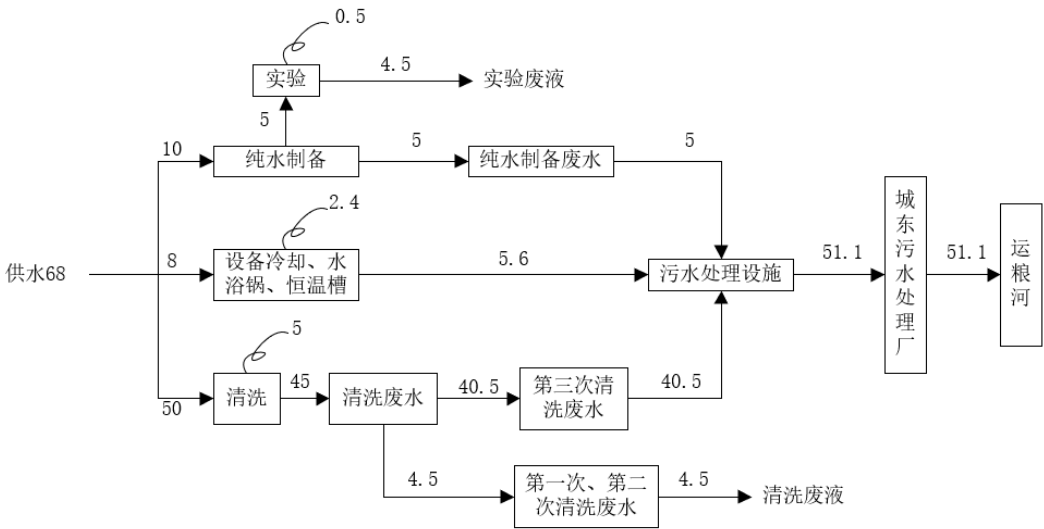 0.5
实验
4.5
实验废液
5
10
纯水制备
5
纯水制备废水
5
2.4
供水68
8
设备冷却、水
浴锅、恒温槽
5.6
污水处理设施
51.1
城东污水处理厂
51.1
运粮河
5
50
清洗
45
清洗废水
40.5
第三次清
洗废水
40.5
4.5
第一次、第二
次清洗废水
4.5
清洗废液